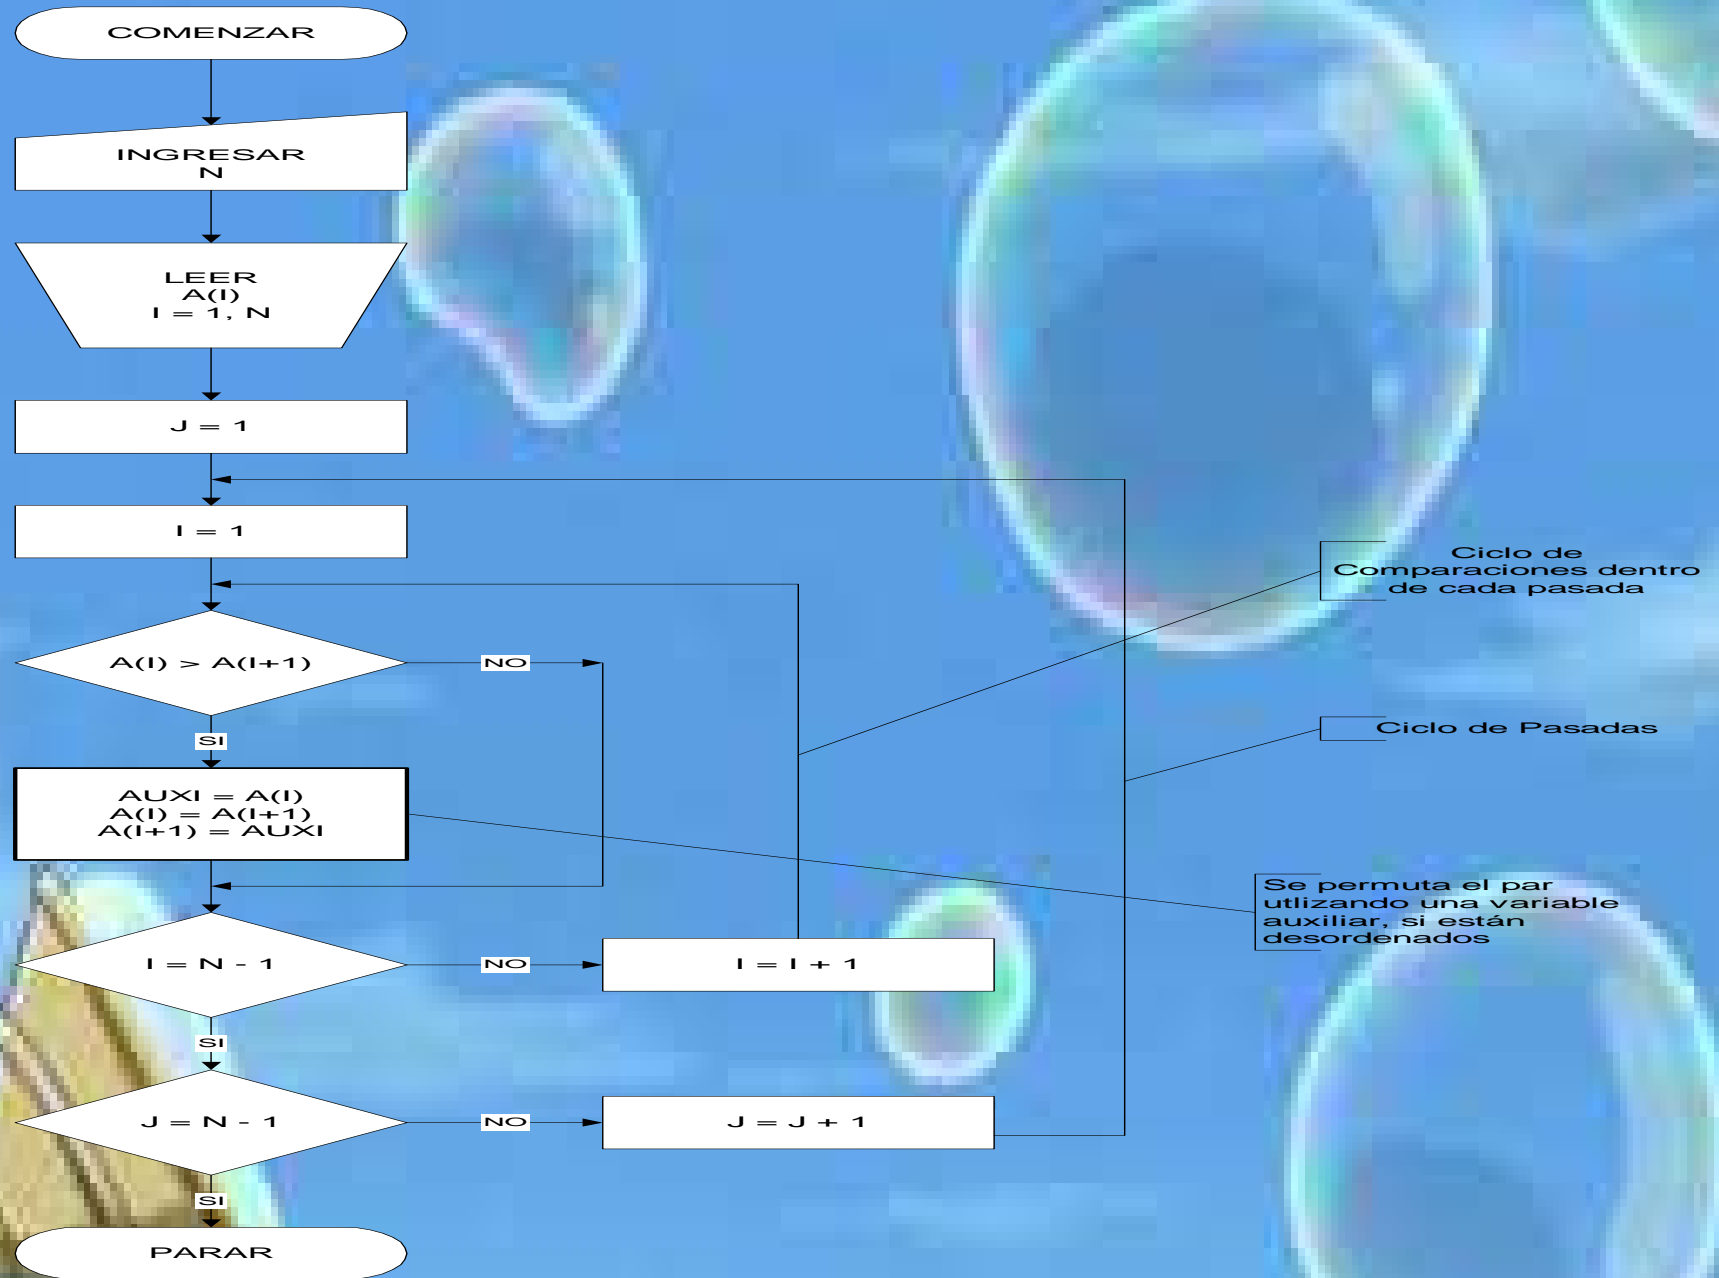 COMENZAR
INGRESAR
N
LEER
A(I)
I = 1, N
J = 1
I = 1
A(I) > A(I+1)
NO
SI
AUXI = A(I)
A(I) = A(I+1)
A(I+1) = AUXI
I = N - 1
NO
I = I + 1
SI
J = N - 1
NO
J = J + 1
SI
PARAR
Ciclo de
Comparaciones dentro
de cada pasada
Ciclo de Pasadas
Se permuta el par
utlizando una variable
auxiliar, si están
desordenados